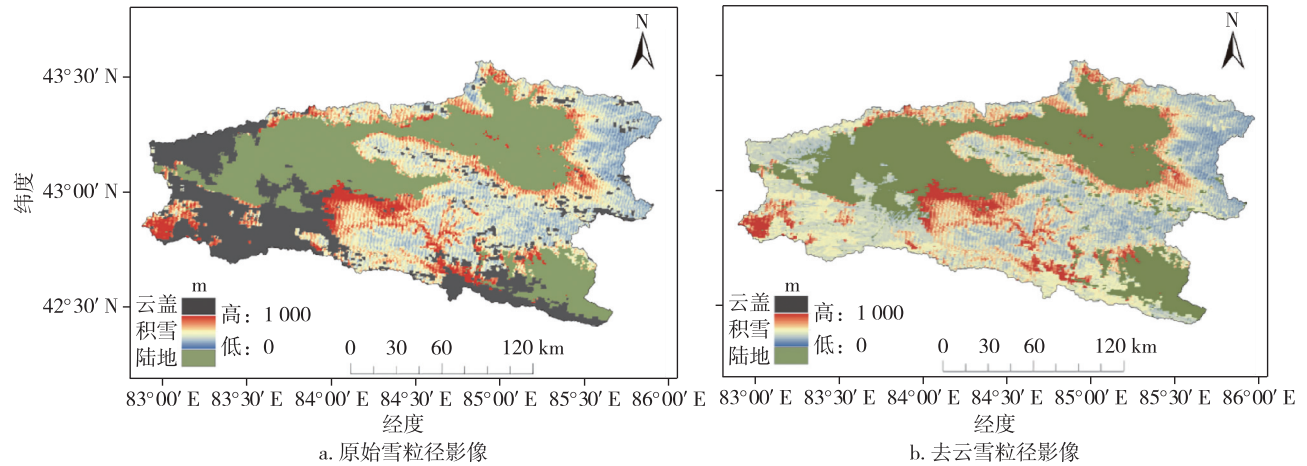 N
43°30′ N
43°00′ N
42°30′ N
纬度
m
云盖
积雪
陆地
高：1 000
低：0
0 30 60 120 km
83°00′ E 83°30′ E 84°00′ E 84°30′ E 85°00′ E 85°30′ E 86°00′ E
经度
a. 原始雪粒径影像
N
m
云盖
积雪
陆地
高：1 000
低：0
0 30 60 120 km
83°00′ E 83°30′ E 84°00′ E 84°30′ E 85°00′ E 85°30′ E 86°00′ E
经度
b. 去云雪粒径影像